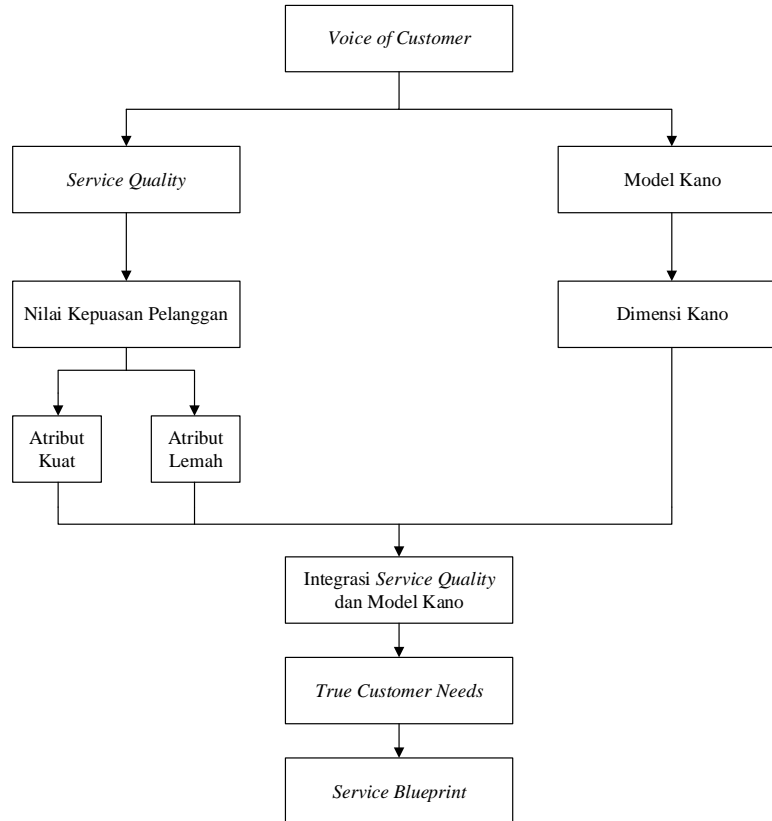 Voice of Customer
Service Quality
Model Kano
Nilai Kepuasan Pelanggan
Dimensi Kano
Atribut
Kuat
Atribut
Lemah
Integrasi Service Quality
dan Model Kano
True Customer Needs
Service Blueprint